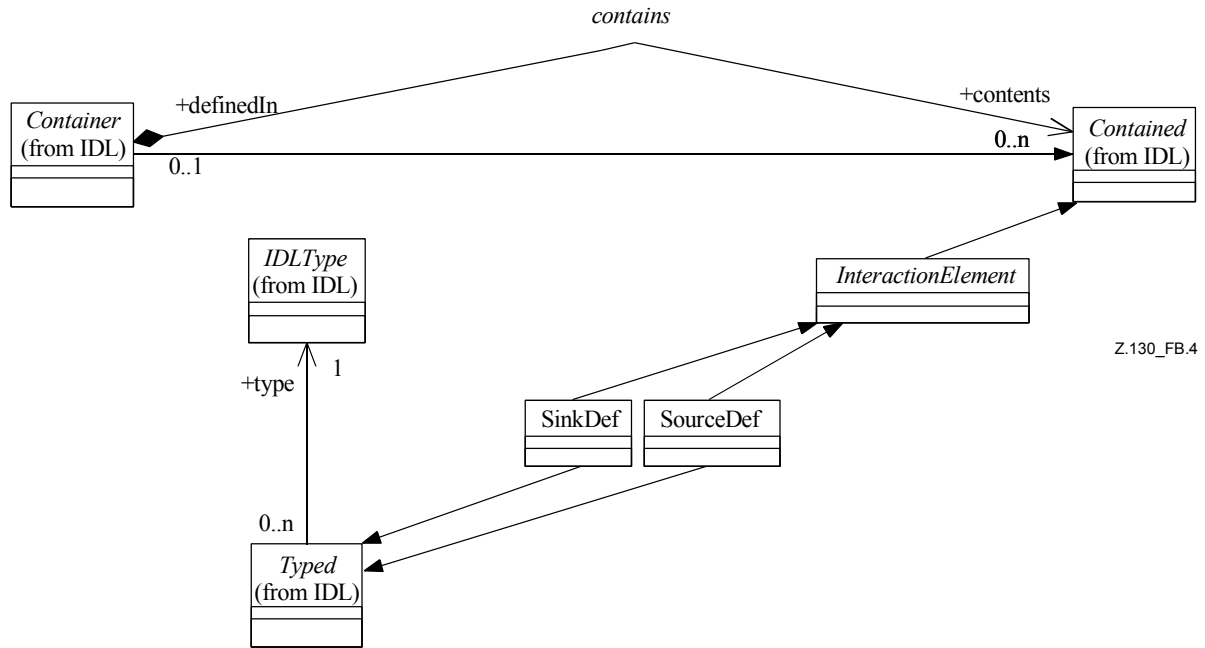 contains
+definedIn
+contents
Container
(from IDL)
0..1
0..n
Contained
(from IDL)
IDLType
(from IDL)
InteractionElement
Z.130_FB.4
1
+type
SinkDef
SourceDef
0..n
Typed
(from IDL)